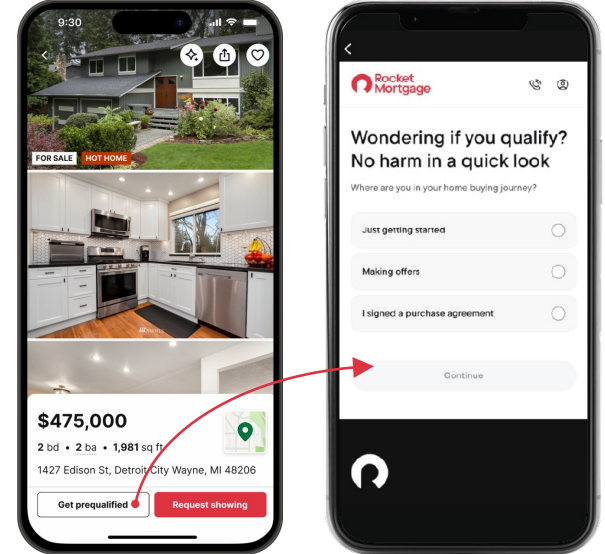 9:30
FOR SALE
HOT HOME
$475,000
2 bd • 2 ba • 1,981 sq ft
1427 Edison St, Detroit City Wayne, MI 48206
Get prequalified
Request showing
Rocket
Mortgage
Wondering if you qualify?
No harm in a quick look
Where are you in your home buying journey?
Just getting started
Making offers
I signed a purchase agreement
Continue